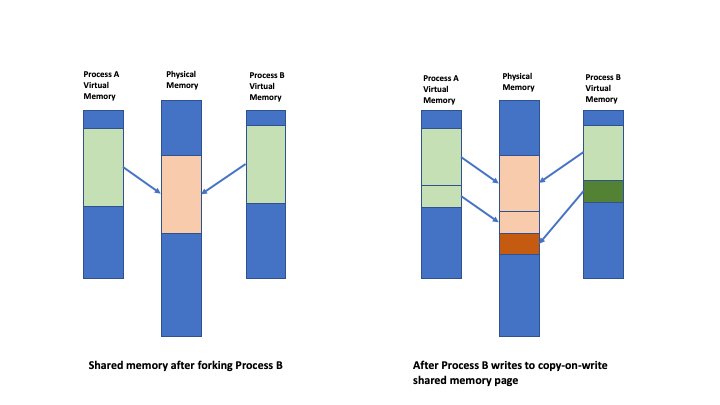 Process A
Virtual
Memory
Physical
Memory
Process B
Virtual
Memory
Process A
Virtual
Memory
Physical
Memory
Process B
Virtual
Memory
Shared memory after forking Process B
After Process B writes to copy-on-write
shared memory page